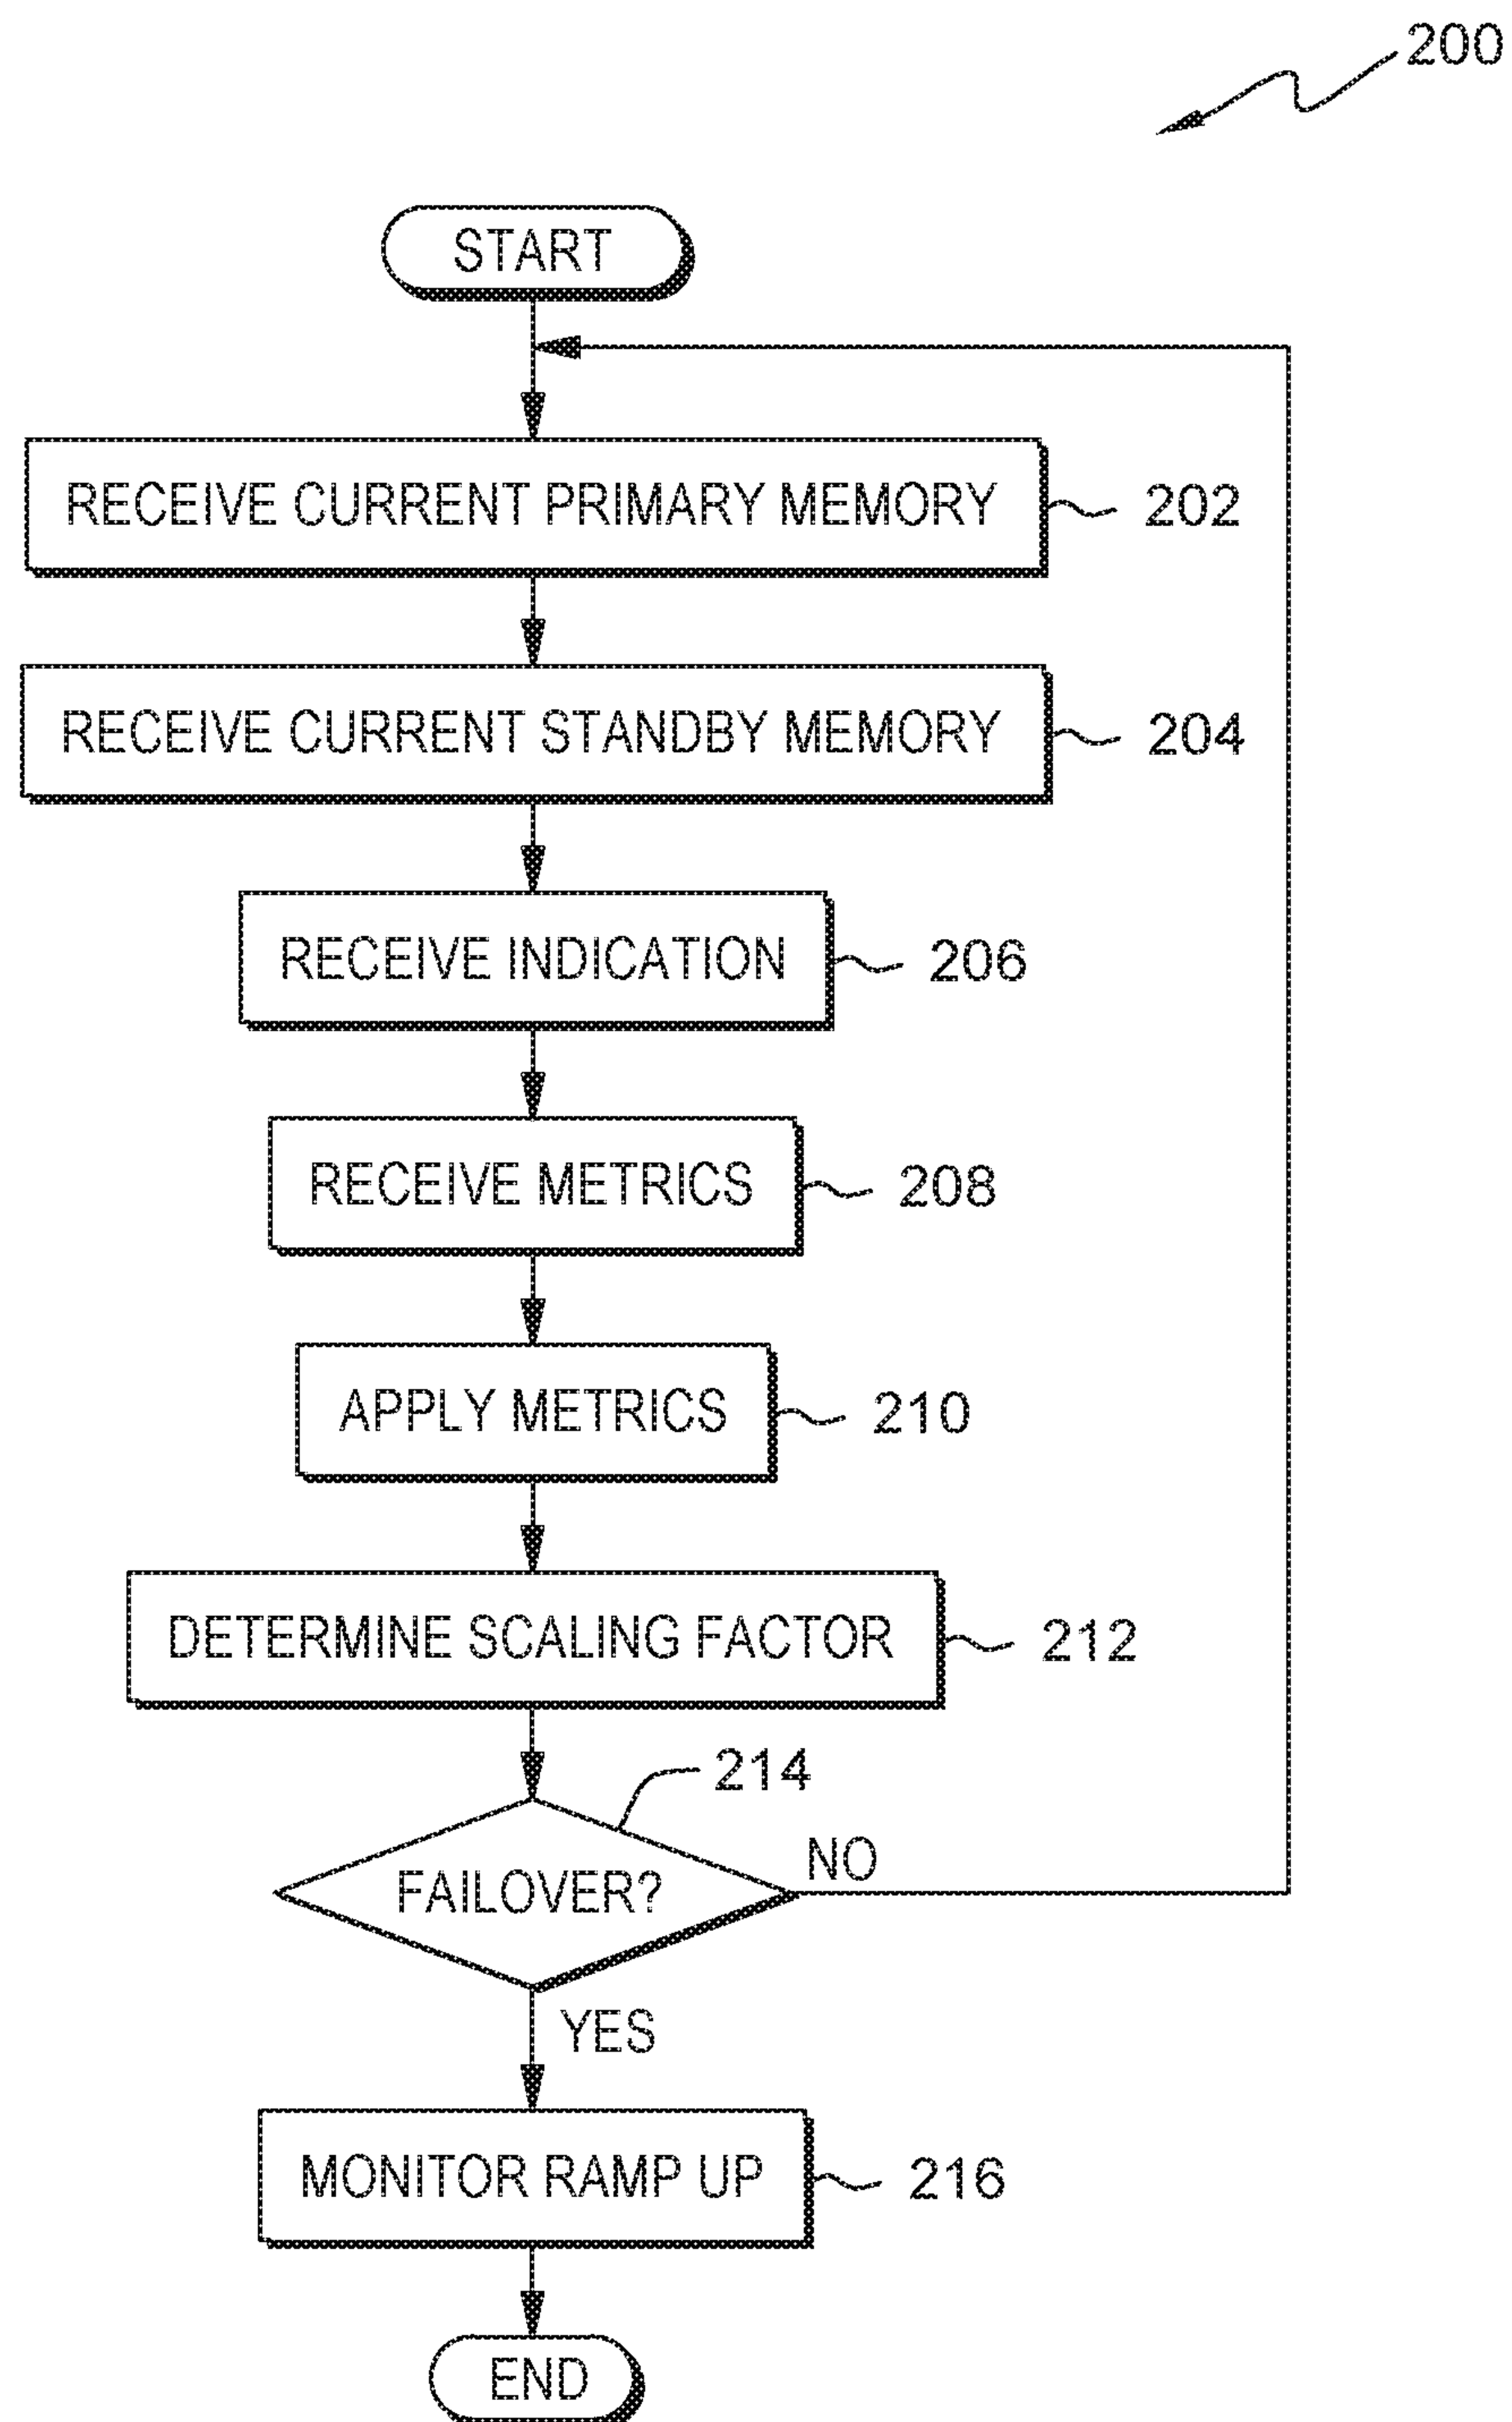 200
START
RECEIVE CURRENT PRIMARY MEMORY
202
RECEIVE CURRENT STANDBY MEMORY
204
RECEIVE INDICATION
206
RECEIVE METRICS
208
APPLY METRICS
210
DETERMINE SCALING FACTOR
212
214
FAILOVER?
NO
YES
MONITOR RAMP UP
216
END